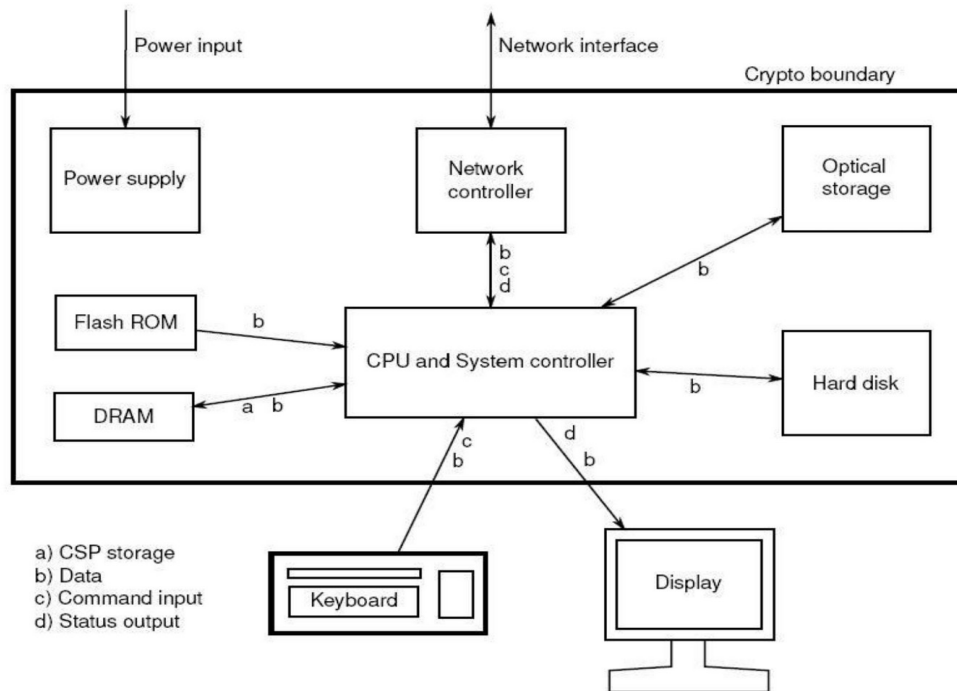 Power input
Network interface
Crypto boundary
Power supply
Network
controller
Optical
storage
b
c
d
b
Flash ROM
b
CPU and System controller
b
Hard disk
DRAM
a b
c
b
d
b
a) CSP storage
b) Data
c) Command input
d) Status output
Keyboard
Display